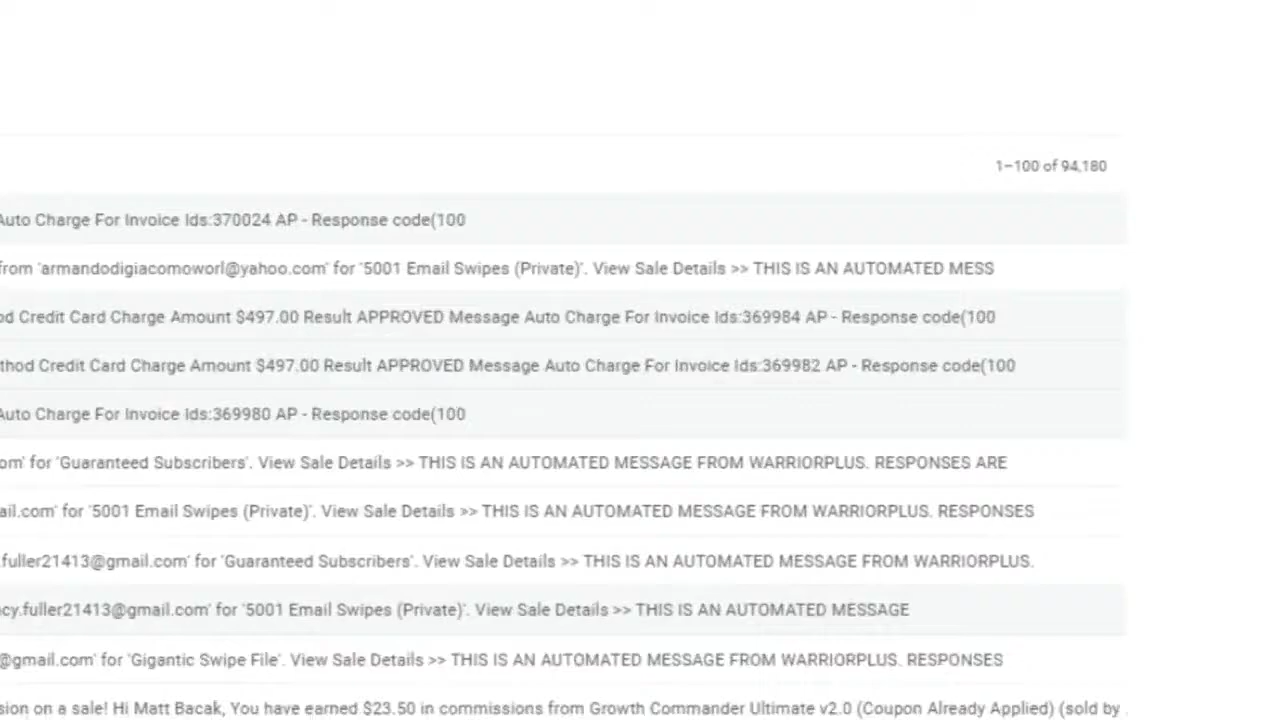 1–100 of 94,180
Auto Charge For Invoice Ids:370024 AP - Response code(100
from 'armandodigiacomoworl@yahoo.com' for '5001 Email Swipes (Private)'. View Sale Details >> THIS IS AN AUTOMATED MESS
od Credit Card Charge Amount $497.00 Result APPROVED Message Auto Charge For Invoice Ids:369984 AP - Response code(100
thod Credit Card Charge Amount $497.00 Result APPROVED Message Auto Charge For Invoice Ids:369982 AP - Response code(100
Auto Charge For Invoice Ids:369980 AP - Response code(100
om' for 'Guaranteed Subscribers'. View Sale Details >> THIS IS AN AUTOMATED MESSAGE FROM WARRIORPLUS. RESPONSES ARE
ail.com' for '5001 Email Swipes (Private)'. View Sale Details >> THIS IS AN AUTOMATED MESSAGE FROM WARRIORPLUS. RESPONSES
.fuller21413@gmail.com' for 'Guaranteed Subscribers'. View Sale Details >> THIS IS AN AUTOMATED MESSAGE FROM WARRIORPLUS.
acy.fuller21413@gmail.com' for '5001 Email Swipes (Private)'. View Sale Details >> THIS IS AN AUTOMATED MESSAGE
@gmail.com' for 'Gigantic Swipe File'. View Sale Details >> THIS IS AN AUTOMATED MESSAGE FROM WARRIORPLUS. RESPONSES
sion on a sale! Hi Matt Bacak, You have earned $23.50 in commissions from Growth Commander Ultimate v2.0 (Coupon Already Applied) (sold by